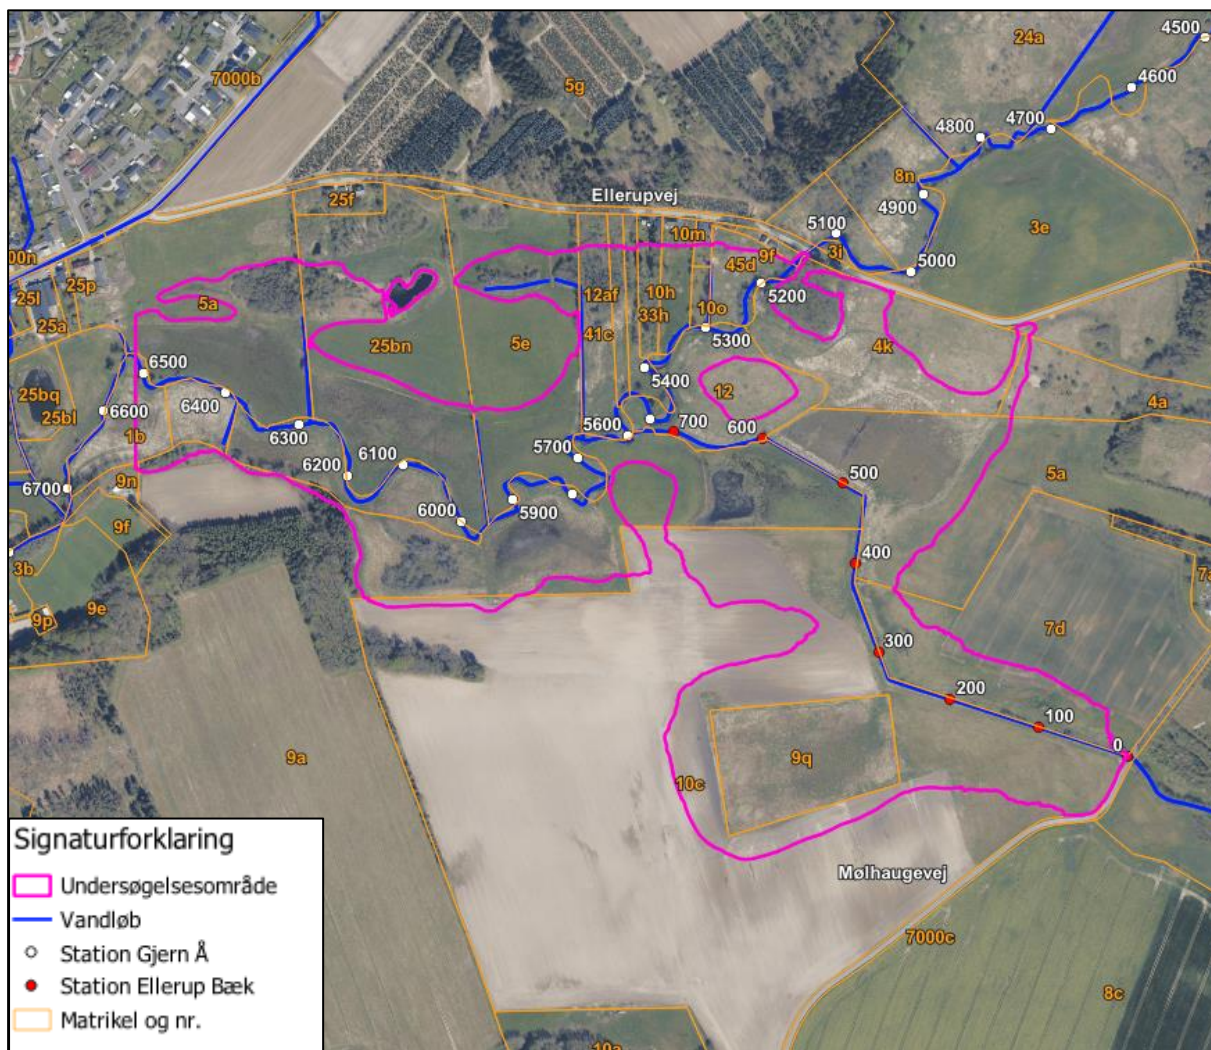 24a
4500
4600
7000b
5g
4700
4800
8n
4900
Ellerupvej
25f
5100
3e
10m
9f
3i
5000
00n
25p
45d
25l
5a
12af
10h
5200
25a
33h
10o
41c
5300
25bn
5e
4k
6500
5400
25bq
6400
12
4a
25bl
6600
1b
6300
5600
700
600
6100
5700
6200
500
5a
6700
9n
5900
6000
9f
400
3b
7a
9e
9p
7d
300
200
100
0
9a
9q
10c
Mølhaugevej
7000c
8c
10a
Signaturforklaring
Undersøgelsesområde
Vandløb
Station Gjern Å
Station Ellerup Bæk
Matrikel og nr.